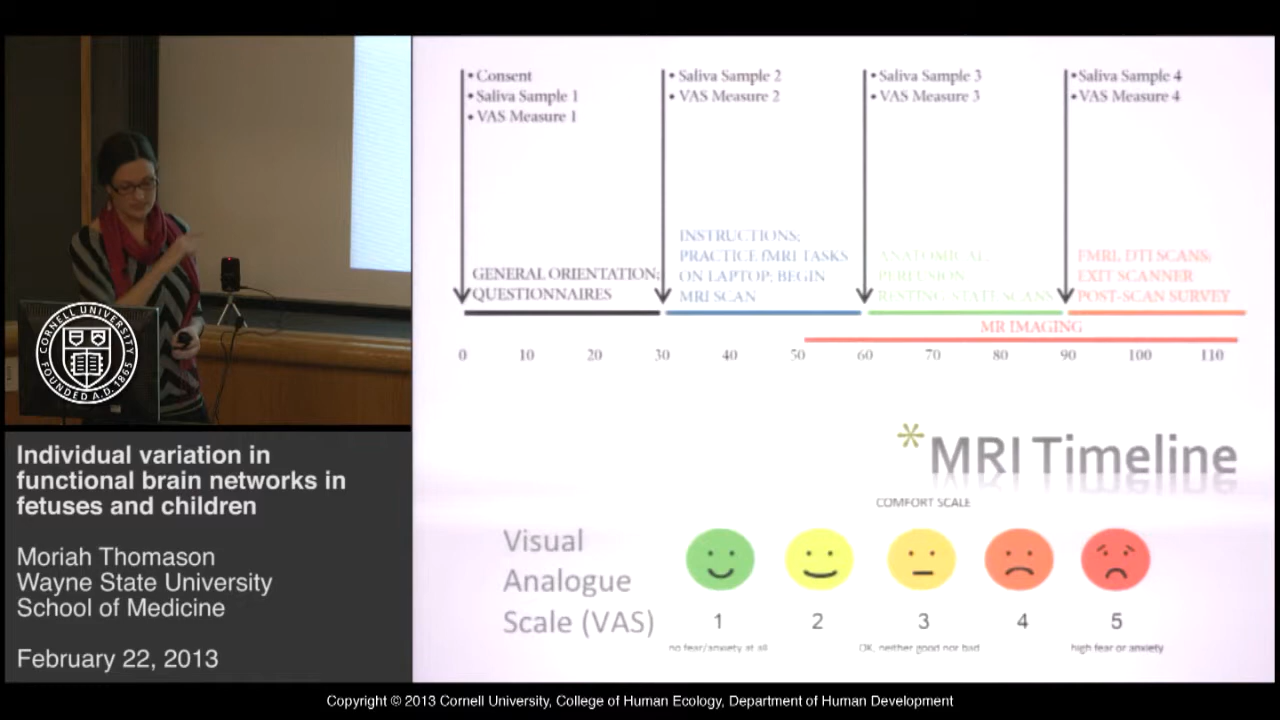 • Consent
• Saliva Sample 1
• VAS Measure 1
• Saliva Sample 2
• VAS Measure 2
• Saliva Sample 3
• VAS Measure 3
• Saliva Sample 4
• VAS Measure 4
GENERAL ORIENTATION;
QUESTIONNAIRES
INSTRUCTIONS;
PRACTICE fMRI TASKS
ON LAPTOP; BEGIN
MRI SCAN
ANATOMICAL,
PERFUSION,
RESTING STATE SCANS
FMRI, DTI SCANS;
EXIT SCANNER
POST-SCAN SURVEY
MR IMAGING
0 10 20 30 40 50 60 70 80 90 100 110
*MRI Timeline
COMFORT SCALE
Visual
Analogue
Scale (VAS)
1 2 3 4 5
no fear/anxiety at all OK, neither good nor bad high fear or anxiety
CORNELL UNIVERSITY
FOUNDED A.D. 1865
Individual variation in
functional brain networks in
fetuses and children
Moriah Thomason
Wayne State University
School of Medicine
February 22, 2013
Copyright © 2013 Cornell University, College of Human Ecology, Department of Human Development